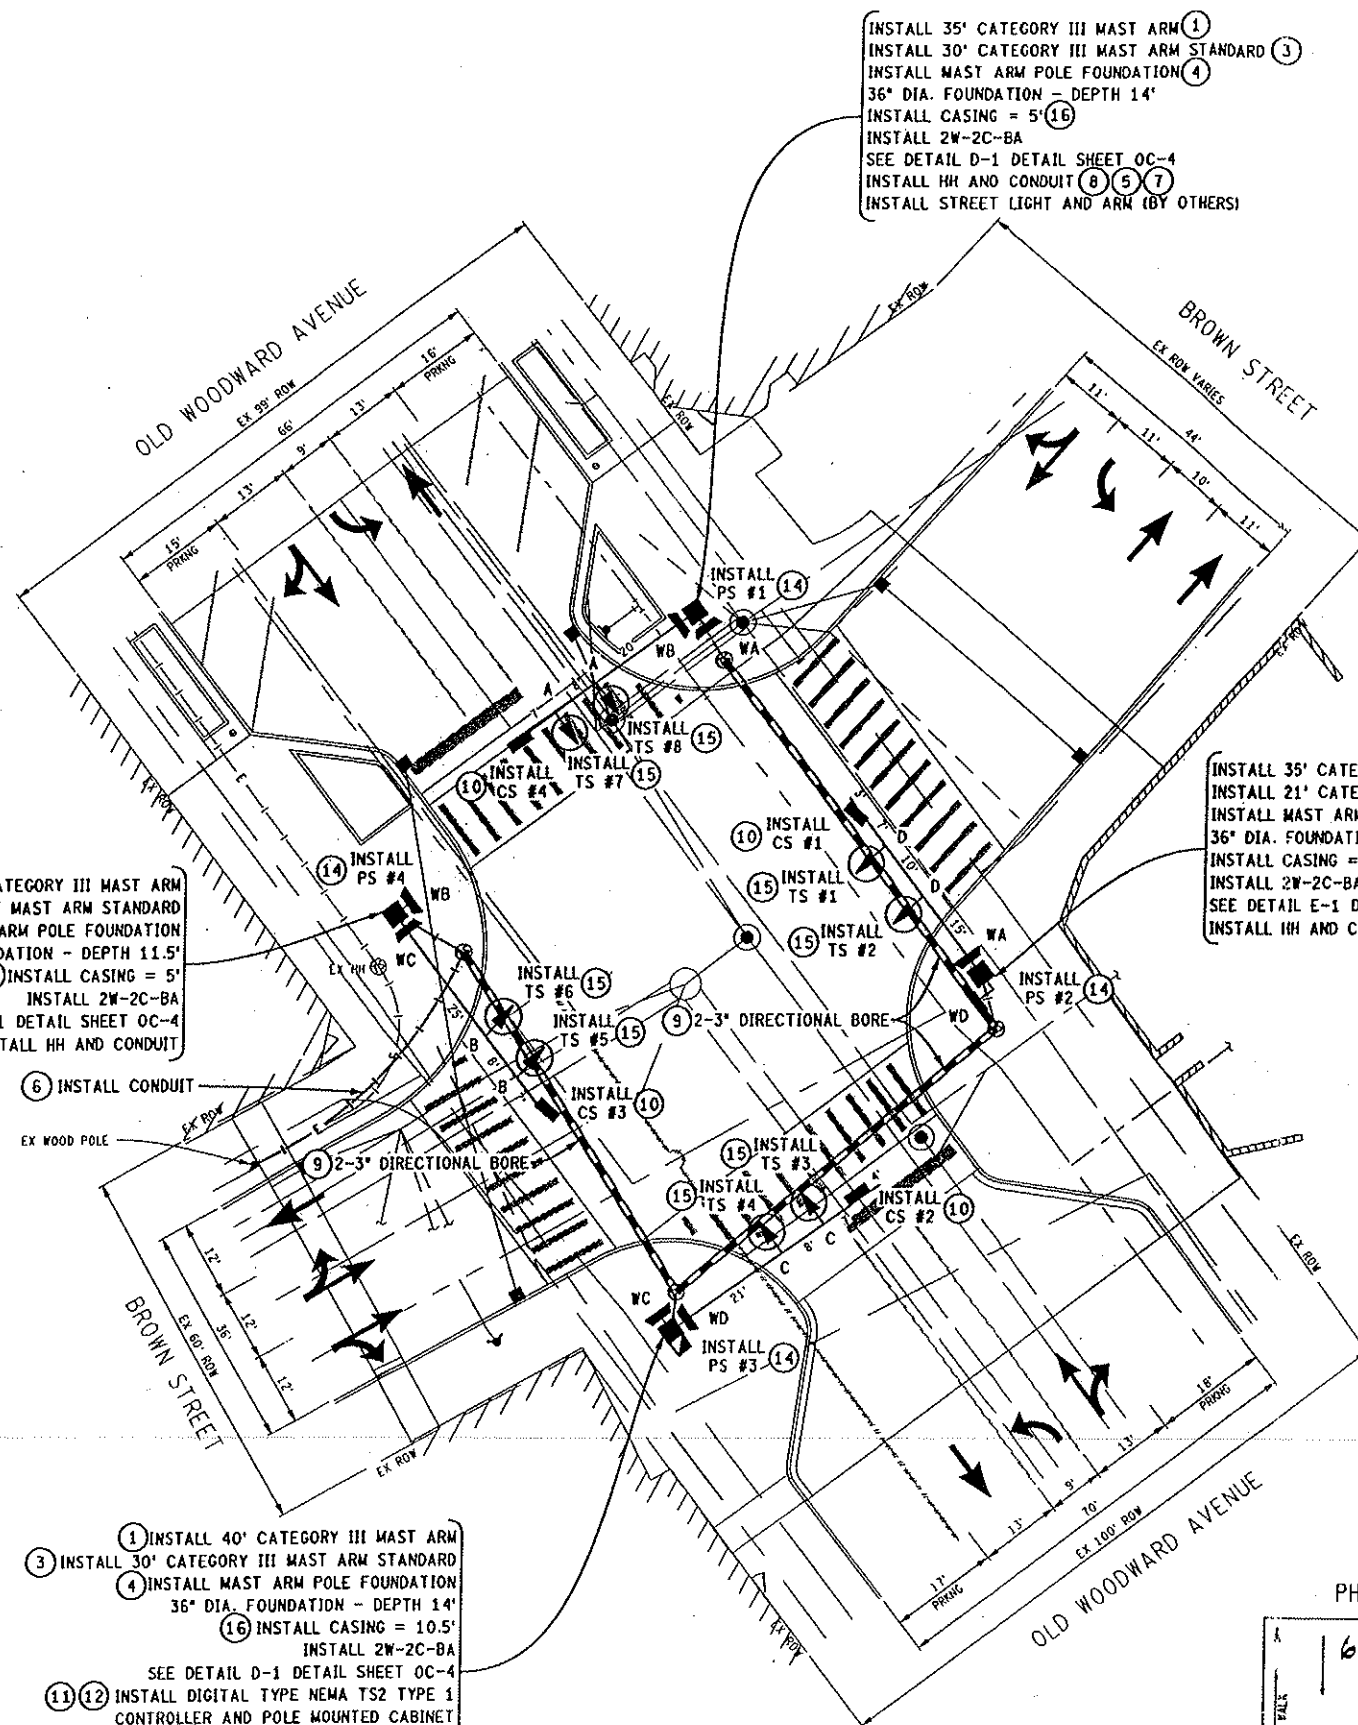 INSTALL 35' CATEGORY III MAST ARM 1
INSTALL 30' CATEGORY III MAST ARM STANDARD 3
INSTALL MAST ARM POLE FOUNDATION 4
36" DIA. FOUNDATION - DEPTH 14'
INSTALL CASING = 5' 16
INSTALL 2W-2C-BA
SEE DETAIL D-1 DETAIL SHEET OC-4
INSTALL HH AND CONDUIT 8 5 7
INSTALL STREET LIGHT AND ARM (BY OTHERS)
OLD WOODWARD AVENUE
EX 99' ROW
66'
15'
PRKNG
13'
9'
13'
16'
PRKNG
EX ROW
EX ROW
BROWN STREET
EX ROW VARIES
44'
11'
11'
10'
11'
EX ROW
INSTALL
PS #1 14
WB
WA
20'
A
A
7'
INSTALL
TS #8 15
INSTALL
TS #7 15
10 INSTALL
CS #4
E
EX ROW
10 INSTALL
CS #1
3'
7'
D
10'
D
15'
15 INSTALL
TS #1
15 INSTALL
TS #2
WA
WD
INSTALL
PS #2 14
INSTALL 35' CATE
INSTALL 21' CATE
INSTALL MAST ARM
36" DIA. FOUNDATI
INSTALL CASING =
INSTALL 2W-2C-BA
SEE DETAIL E-1 D
INSTALL HH AND C
14 INSTALL
PS #4
WB
WC
EX HH
ATEGORY III MAST ARM
MAST ARM STANDARD
ARM POLE FOUNDATION
DATION - DEPTH 11.5'
INSTALL CASING = 5'
INSTALL 2W-2C-BA
1 DETAIL SHEET OC-4
TALL HH AND CONDUIT
INSTALL
TS #6 15
INSTALL
TS #5 15
25'
B
8'
B
INSTALL
CS #3 10
9 2-3" DIRECTIONAL BORE
6 INSTALL CONDUIT
EX WOOD POLE
EX ROW
E
E
9 2-3" DIRECTIONAL BORE
15 INSTALL
TS #3
15 INSTALL
TS #4
INSTALL
CS #2 10
4'
7'
C
8'
C
21'
WC
WD
INSTALL
PS #3 14
BROWN STREET
EX 60' ROW
36'
12'
12'
12'
EX ROW
EX ROW
EX ROW
OLD WOODWARD AVENUE
EX 100' ROW
70'
17'
PRKNG
13'
9'
13'
18'
PRKNG
1 INSTALL 40' CATEGORY III MAST ARM
3 INSTALL 30' CATEGORY III MAST ARM STANDARD
4 INSTALL MAST ARM POLE FOUNDATION
36" DIA. FOUNDATION - DEPTH 14'
16 INSTALL CASING = 10.5'
INSTALL 2W-2C-BA
SEE DETAIL D-1 DETAIL SHEET OC-4
11 12 INSTALL DIGITAL TYPE NEMA TS2 TYPE 1
CONTROLLER AND POLE MOUNTED CABINET
PH
6
WALK